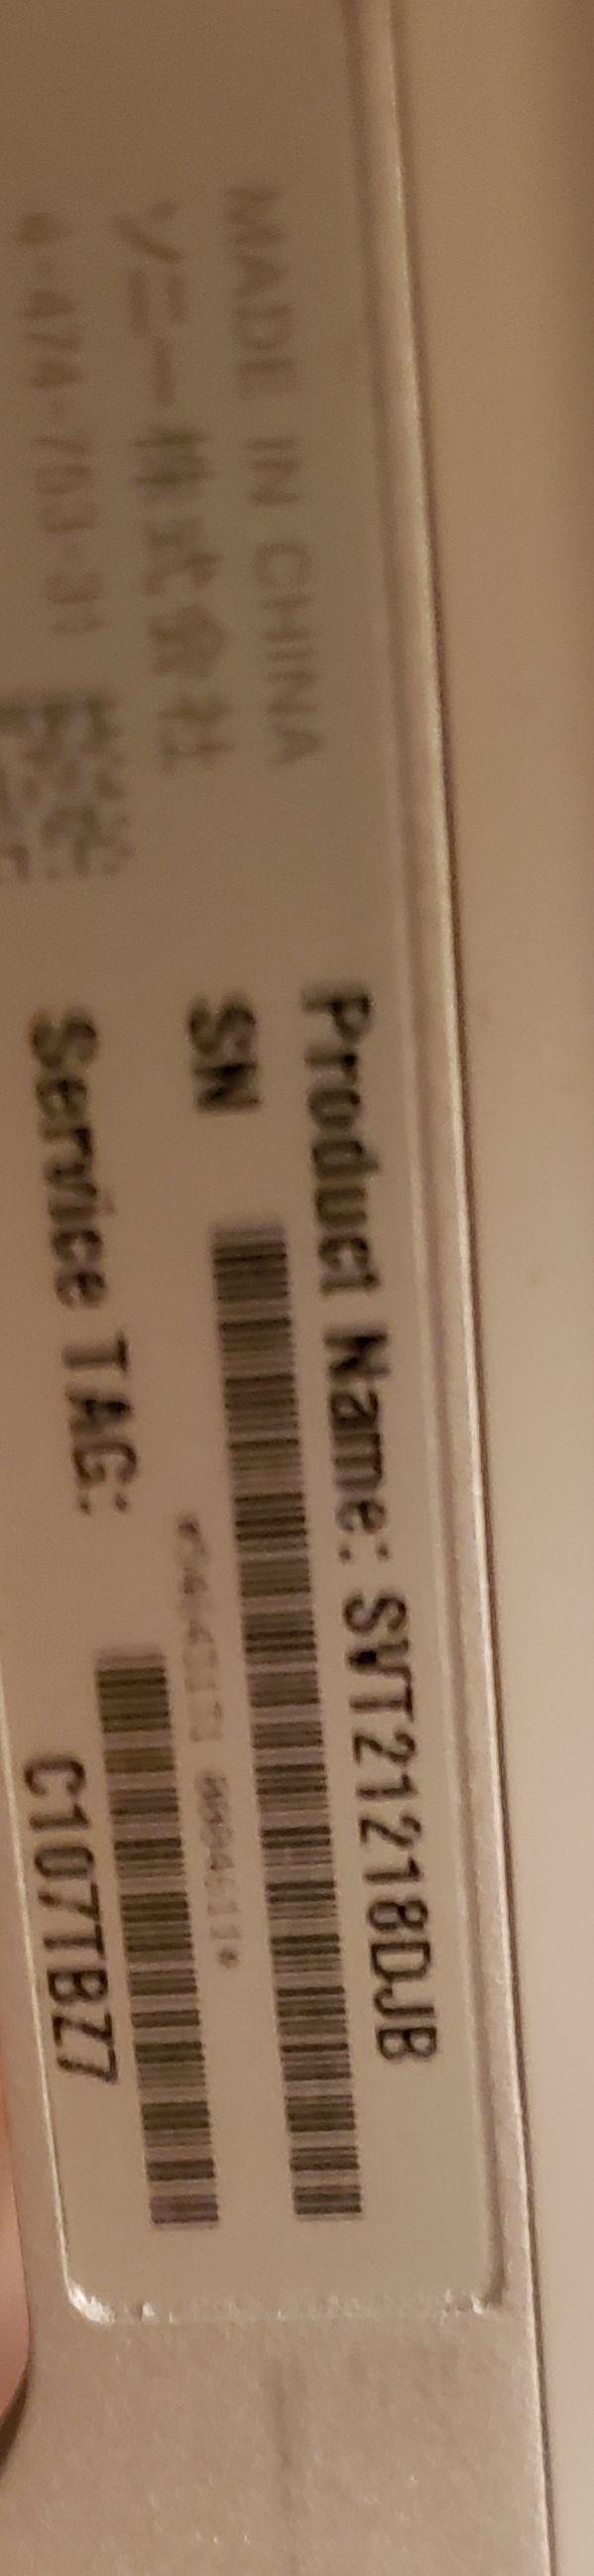 MADE IN CHINA
ソニー株式会社
Product Name: SVT21218DJB
SN
Service TAG:
C107TBZ7